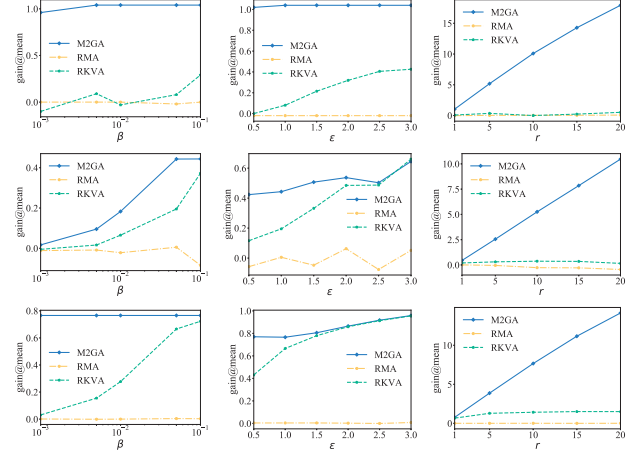 gain@mean
1.0
0.5
0.0
M2GA
RMA
RKVA
10⁻³
10⁻²
10⁻¹
β
gain@mean
1.00
0.75
0.50
0.25
0.00
M2GA
RMA
RKVA
0.5 1.0 1.5 2.0 2.5 3.0
ε
gain@mean
15
10
5
0
M2GA
RMA
RKVA
1 5 10 15 20
r
gain@mean
0.4
0.2
0.0
M2GA
RMA
RKVA
10⁻³
10⁻²
10⁻¹
β
gain@mean
0.6
0.4
0.2
0.0
M2GA
RMA
RKVA
0.5 1.0 1.5 2.0 2.5 3.0
ε
gain@mean
10.0
7.5
5.0
2.5
0.0
M2GA
RMA
RKVA
1 5 10 15 20
r
gain@mean
0.8
0.6
0.4
0.2
0.0
M2GA
RMA
RKVA
10⁻³
10⁻²
10⁻¹
β
gain@mean
1.0
0.8
0.6
0.4
0.2
0.0
M2GA
RMA
RKVA
0.5 1.0 1.5 2.0 2.5 3.0
ε
gain@mean
10
5
0
M2GA
RMA
RKVA
1 5 10 15 20
r